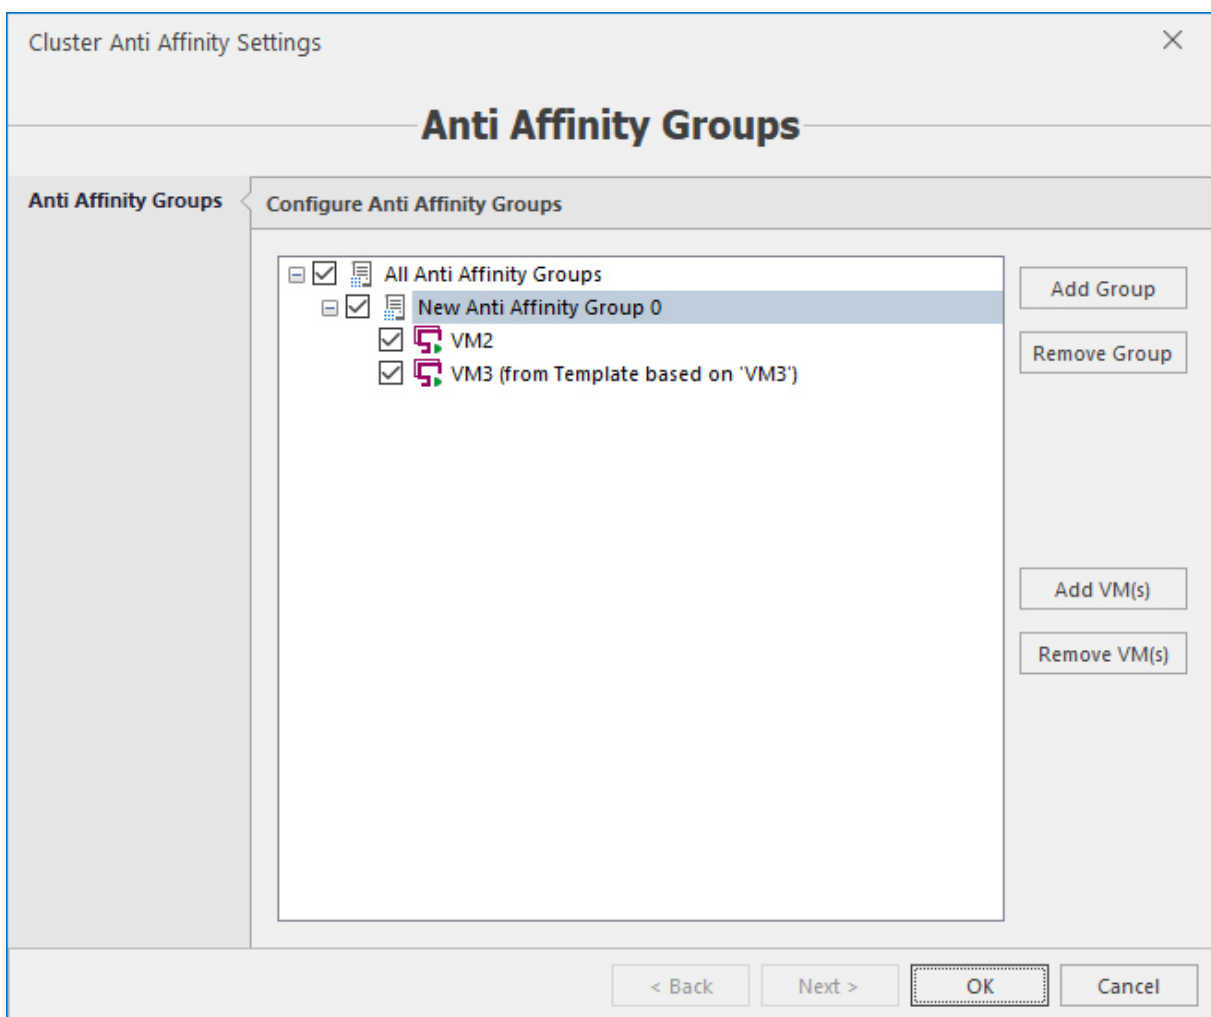 Cluster Anti Affinity Settings
Anti Affinity Groups
Anti Affinity Groups
Configure Anti Affinity Groups
All Anti Affinity Groups
New Anti Affinity Group 0
VM2
VM3 (from Template based on 'VM3')
Add Group
Remove Group
Add VM(s)
Remove VM(s)
< Back
Next >
OK
Cancel